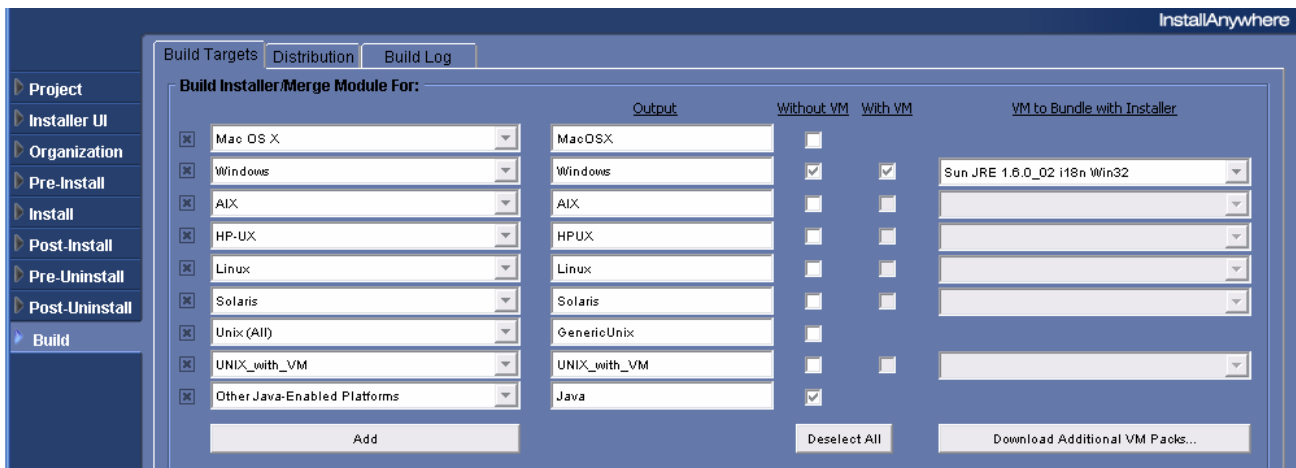 InstallAnywhere
Build Targets Distribution Build Log
Project
Installer UI
Organization
Pre-Install
Install
Post-Install
Pre-Uninstall
Post-Uninstall
Build
Build Installer/Merge Module For:
Output Without VM With VM VM to Bundle with Installer
Mac OS X MacOSX
Windows Windows Sun JRE 1.6.0_02 i18n Win32
AIX AIX
HP-UX HPUX
Linux Linux
Solaris Solaris
Unix (All) GenericUnix
UNIX_with_VM UNIX_with_VM
Other Java-Enabled Platforms Java
Add Deselect All Download Additional VM Packs...